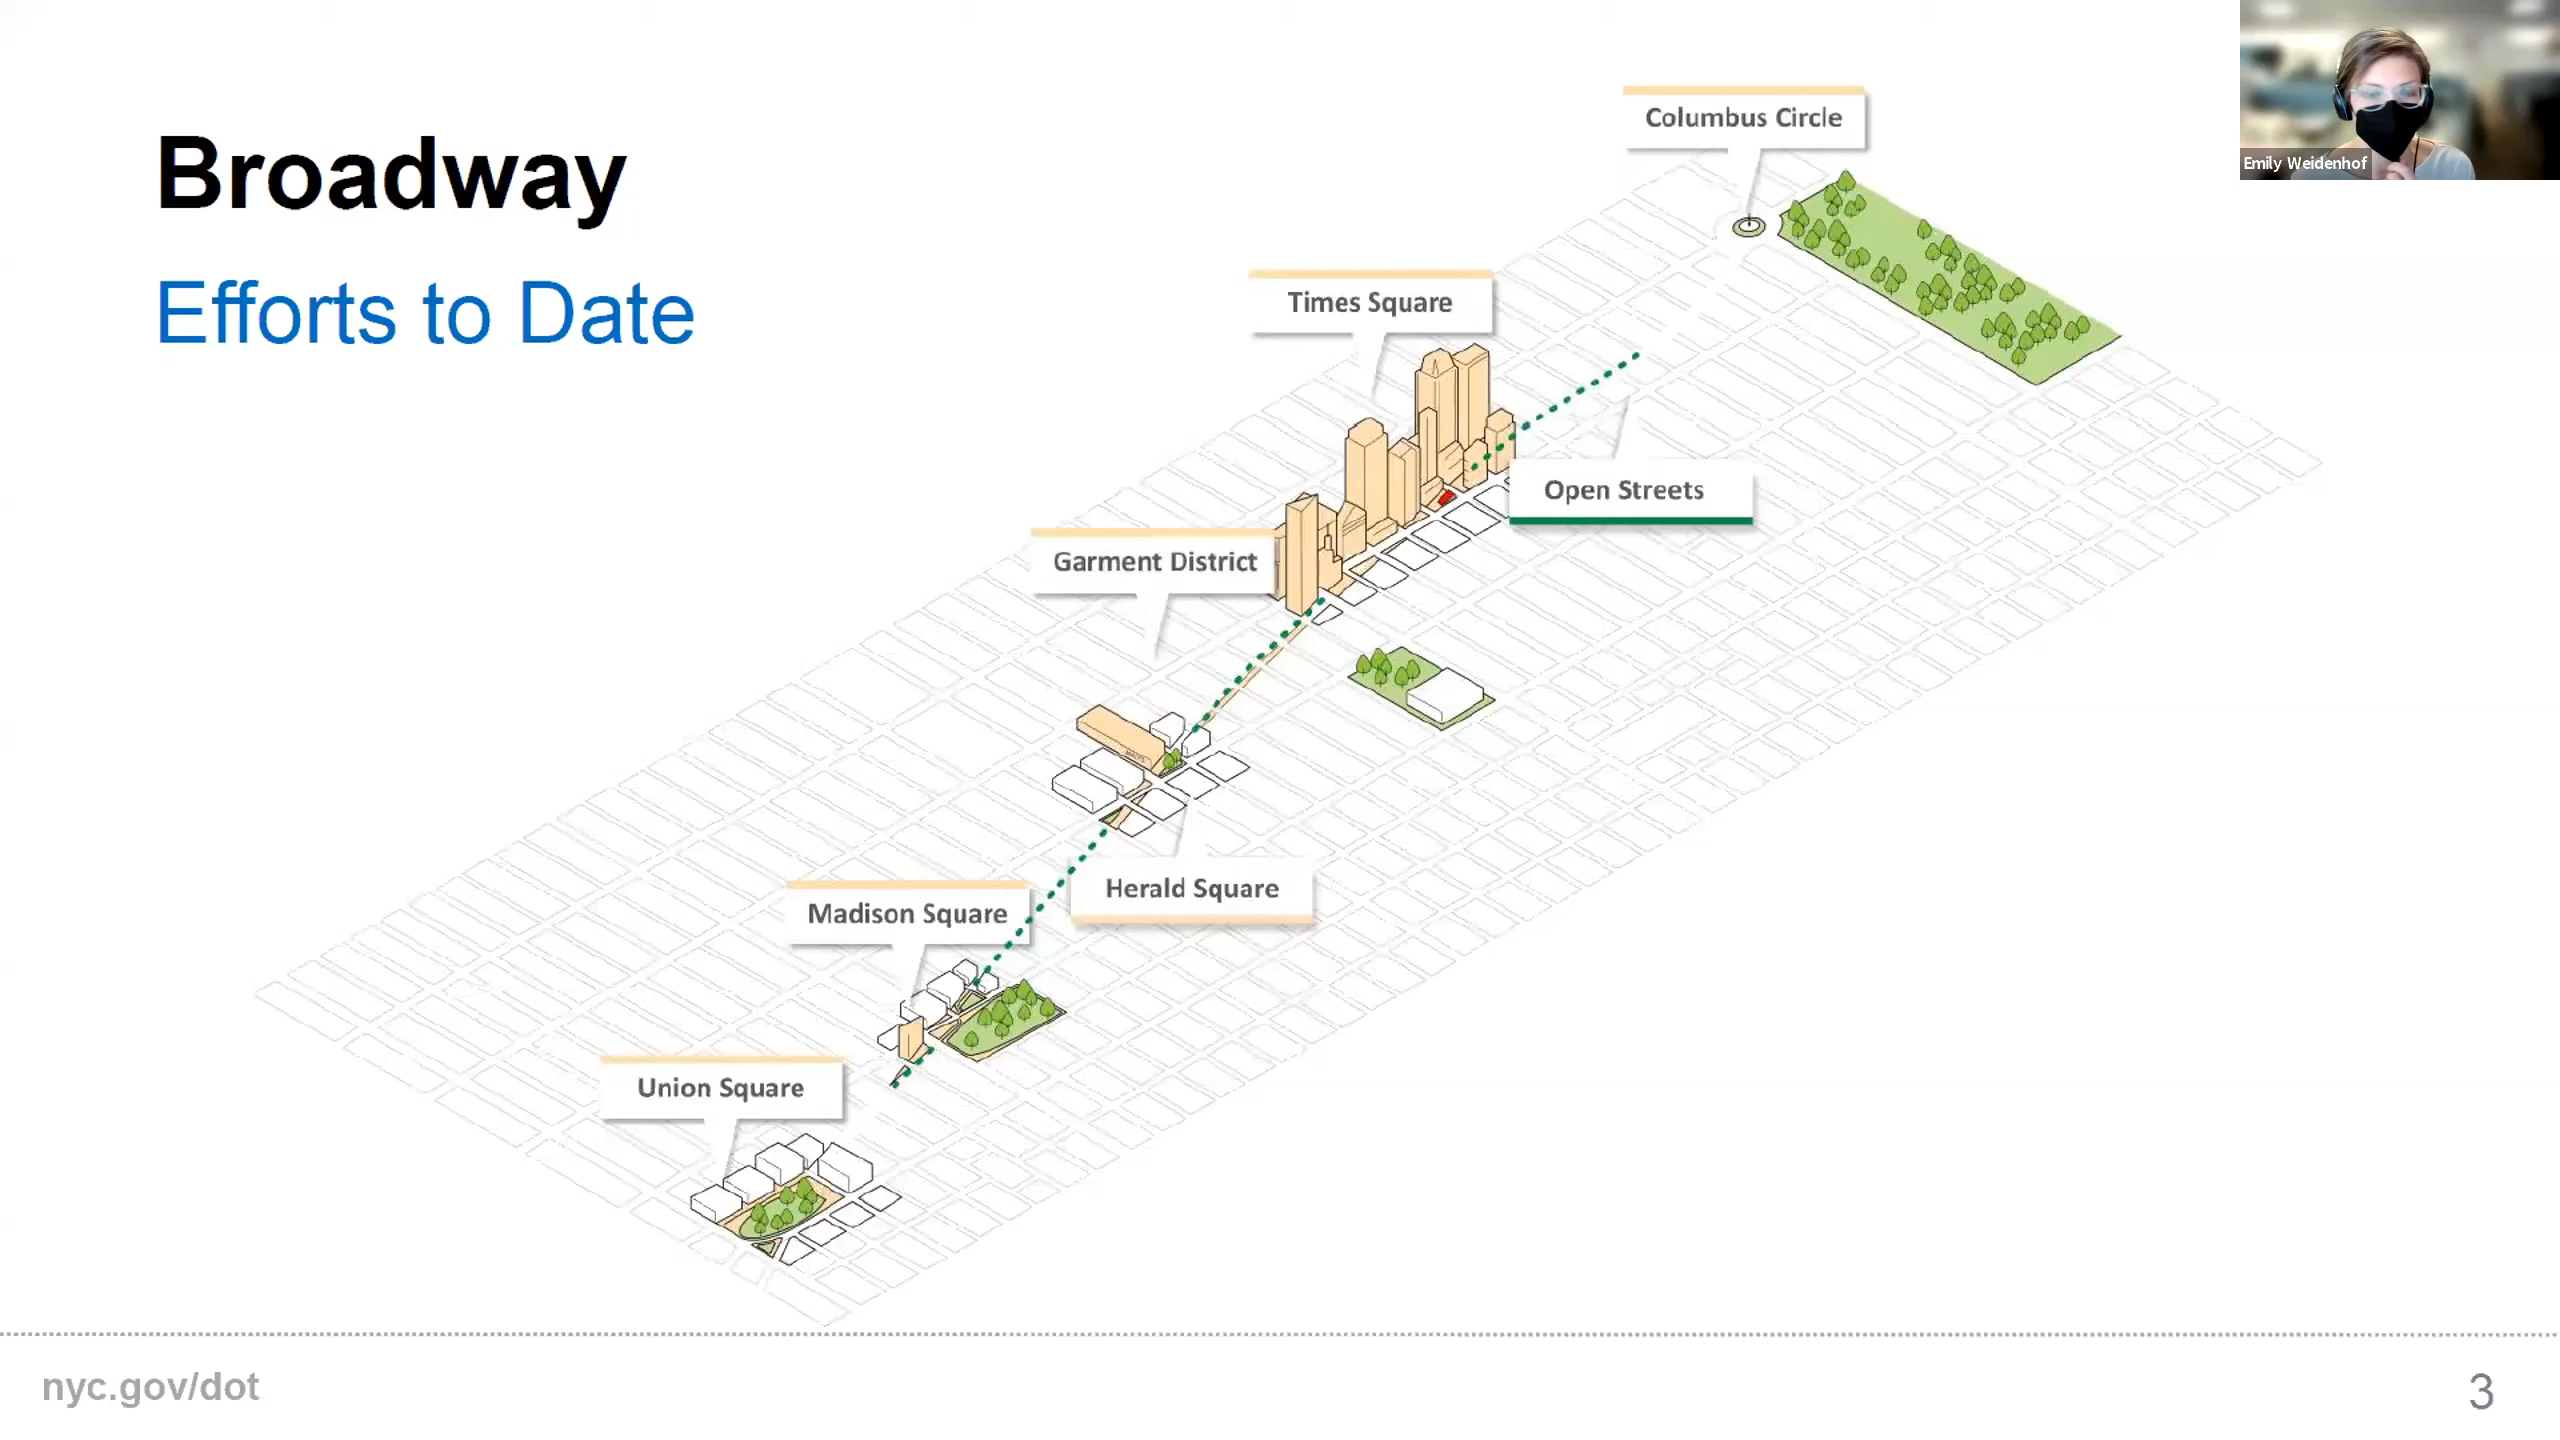 Broadway
Efforts to Date
Columbus Circle
Emily Weidenhof
Times Square
Open Streets
Garment District
Herald Square
Madison Square
Union Square
nyc.gov/dot
3